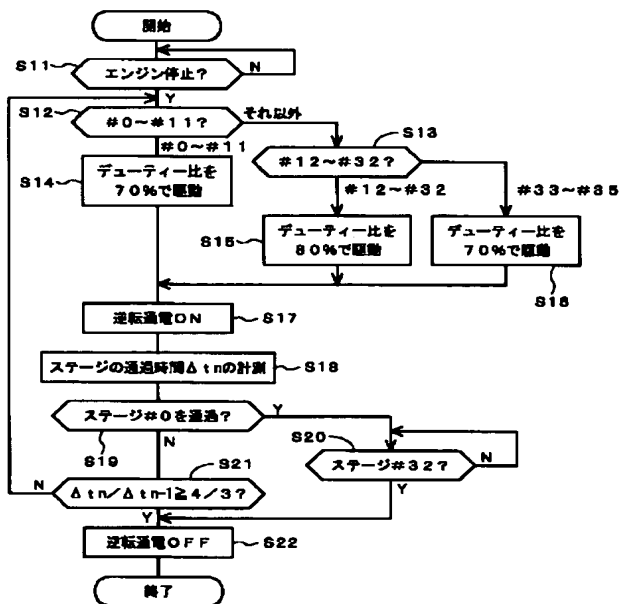 開始
S11
エンジン停止?
N
Y
S12
#0~#11?
それ以外
S13
#12~#32?
#0~#11
S14
デューティー比を
70%で駆動
#12~#32
#33~#35
S15
デューティー比を
80%で駆動
デューティー比を
70%で駆動
S16
逆転通電ON
S17
ステージの通過時間Δtnの計測
S18
ステージ#0を通過?
Y
S19
N
S20
ステージ#32?
N
Y
S21
N
Δtn/Δtn-1≧4/3?
Y
逆転通電OFF
S22
終了